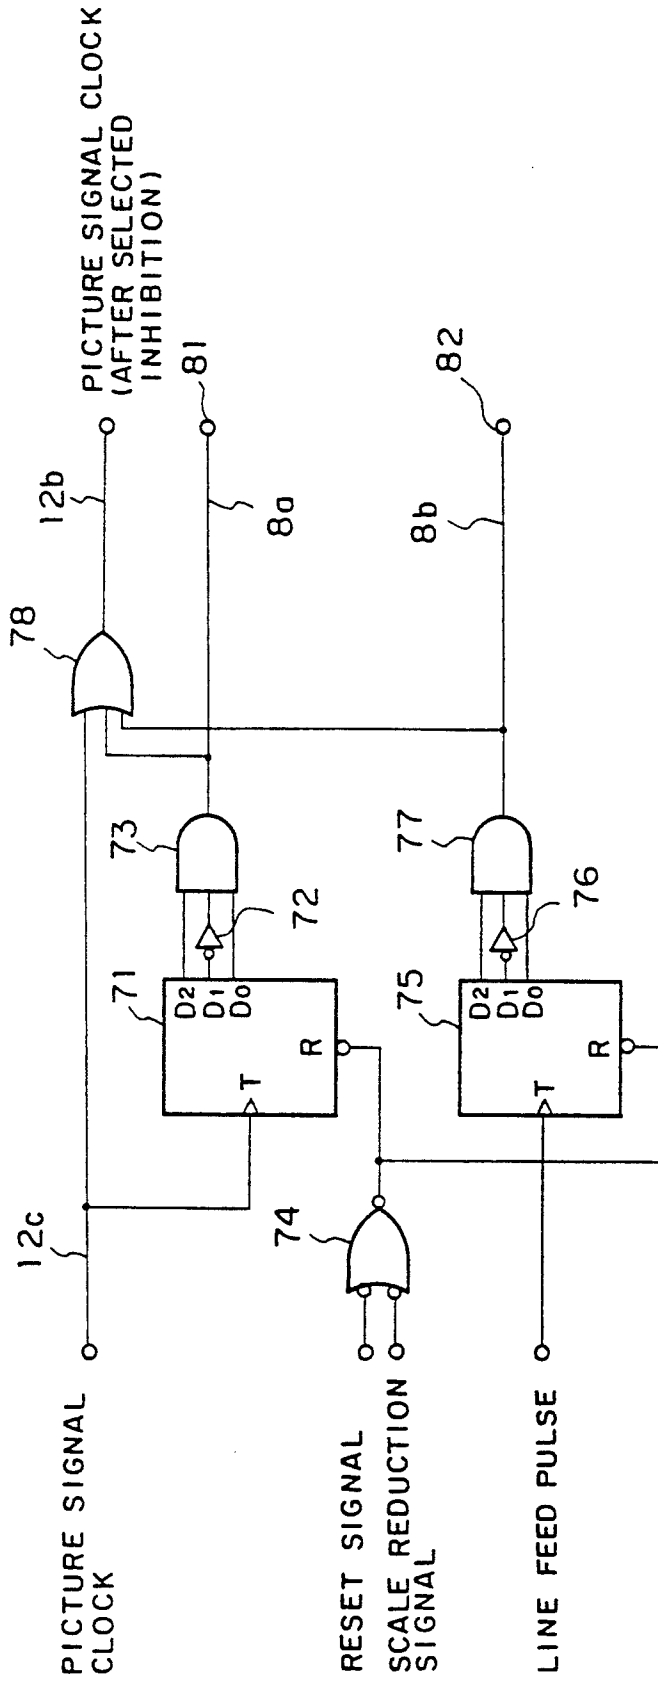 PICTURE SIGNAL
CLOCK
12c
78
12b
PICTURE SIGNAL CLOCK
(AFTER SELECTED
INHIBITION)
71
D2
D1
D0
T
R
72
73
8a
81
RESET SIGNAL
SCALE REDUCTION
SIGNAL
74
LINE FEED PULSE
75
D2
D1
D0
T
R
76
77
8b
82